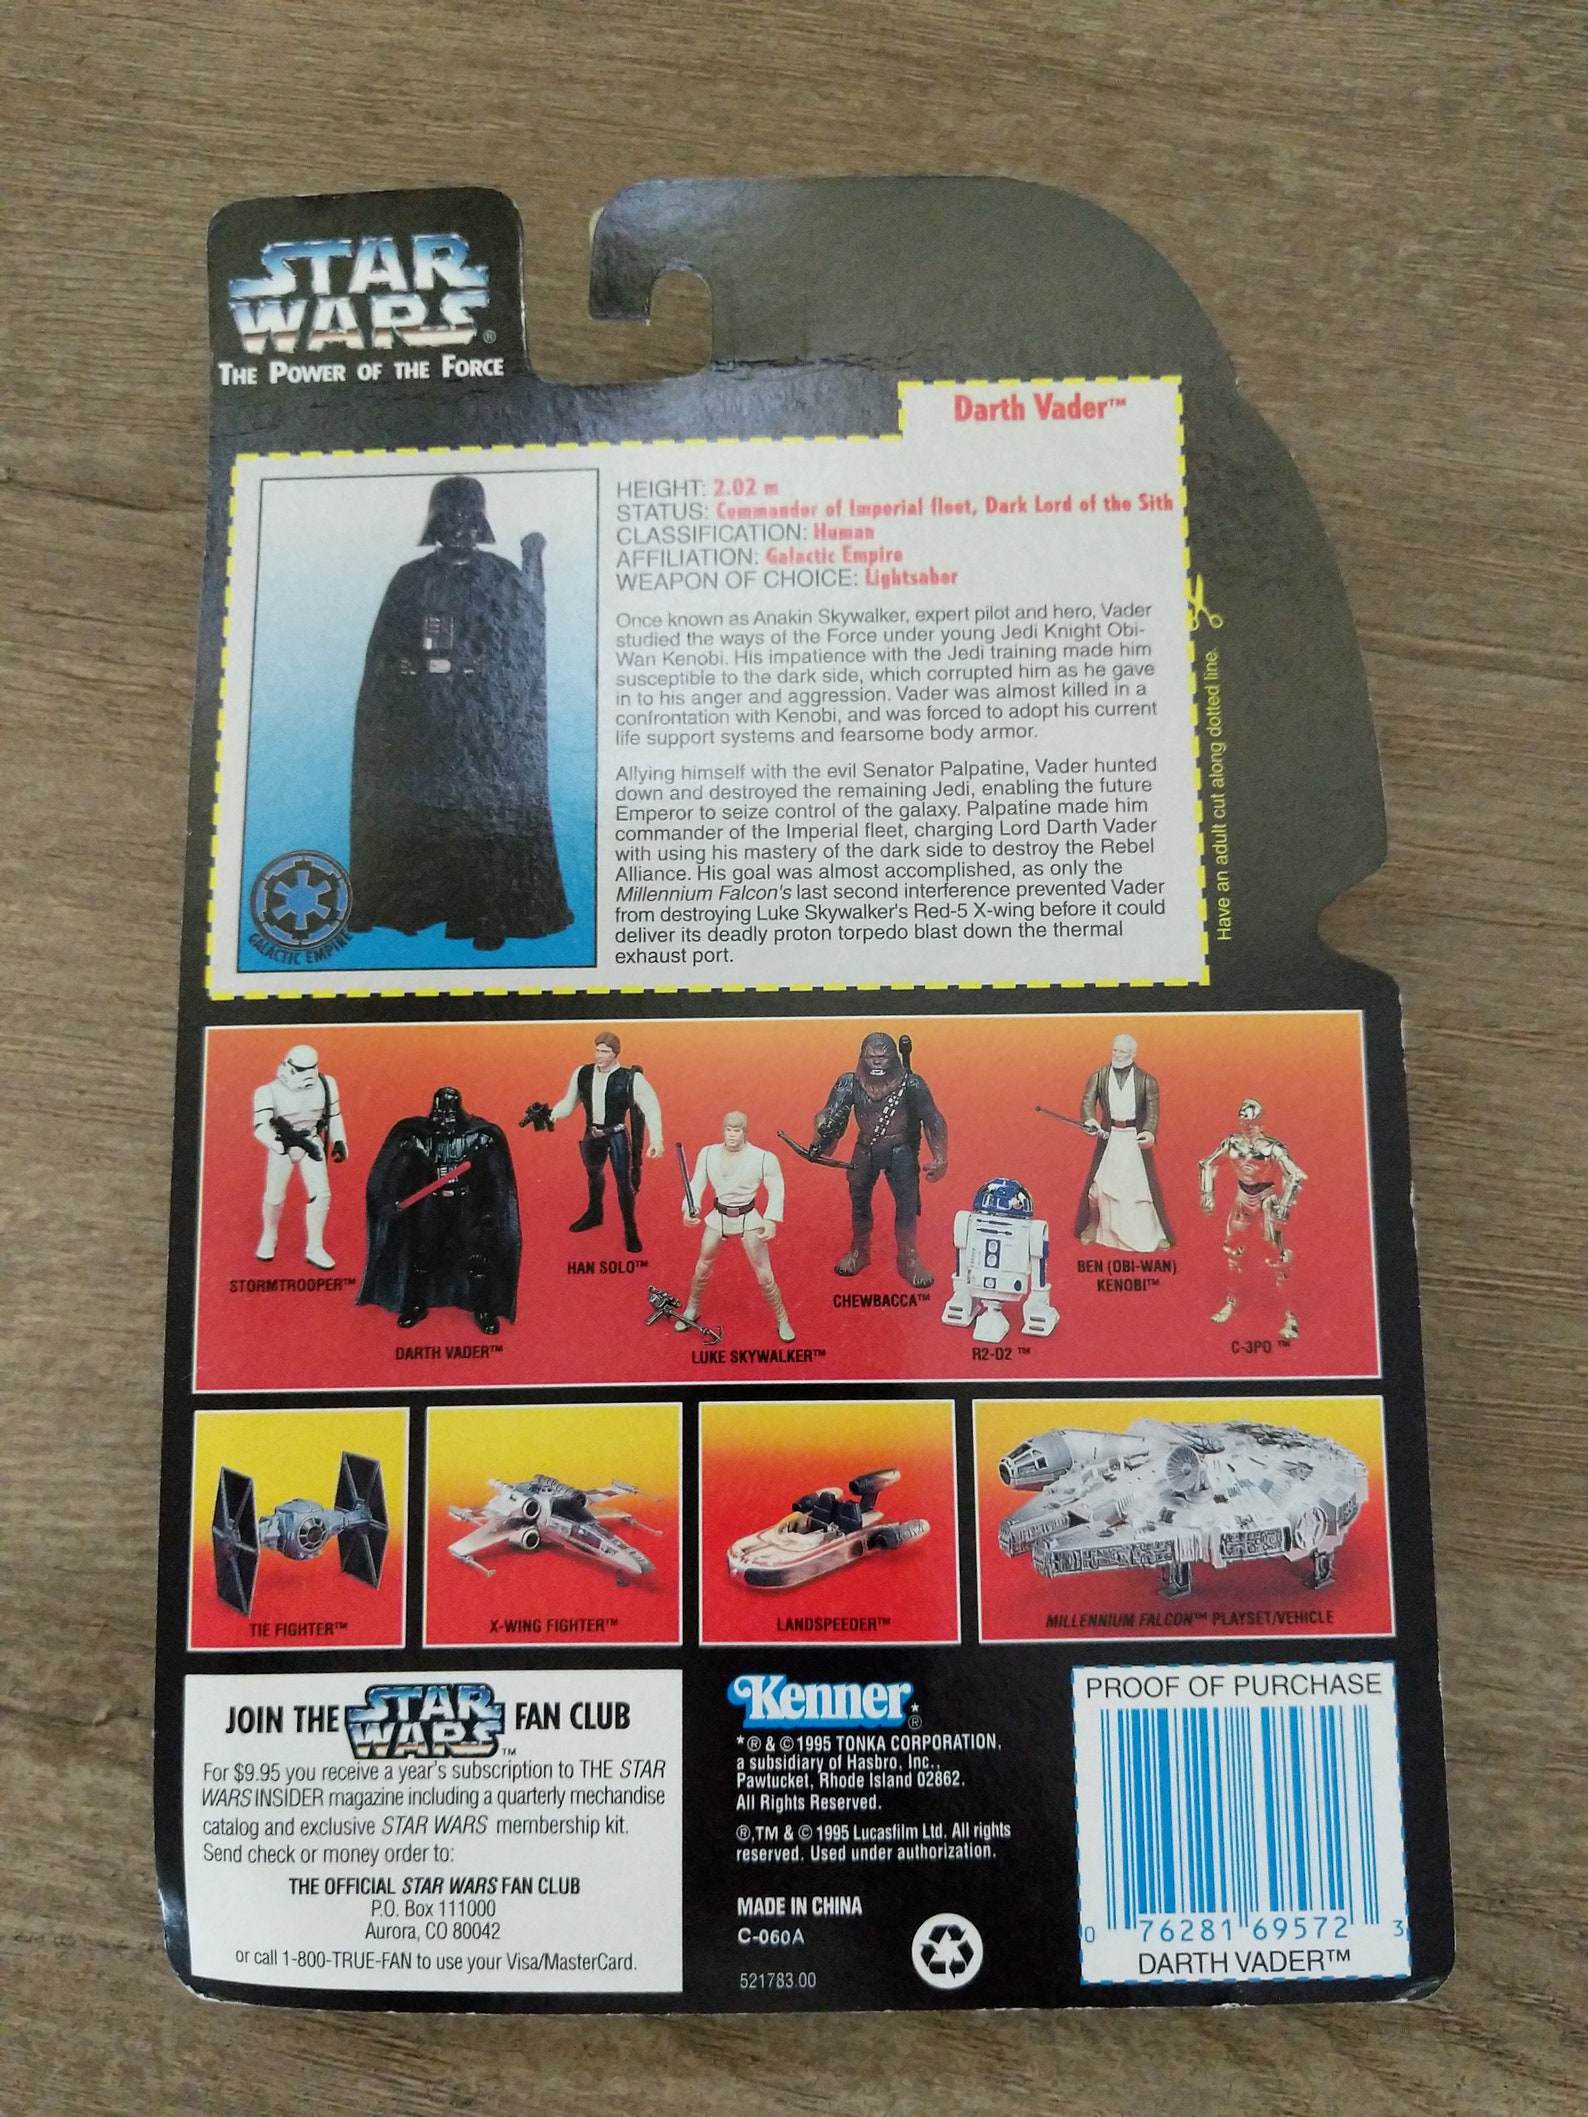 STAR
WARS®
THE POWER OF THE FORCE
Darth Vader™
HEIGHT: 2.02 m
STATUS: Commander of Imperial fleet, Dark Lord of the Sith
CLASSIFICATION: Human
AFFILIATION: Galactic Empire
WEAPON OF CHOICE: Lightsaber
Once known as Anakin Skywalker, expert pilot and hero, Vader
studied the ways of the Force under young Jedi Knight Obi-
Wan Kenobi. His impatience with the Jedi training made him
susceptible to the dark side, which corrupted him as he gave
in to his anger and aggression. Vader was almost killed in a
confrontation with Kenobi, and was forced to adopt his current
life support systems and fearsome body armor.
Allying himself with the evil Senator Palpatine, Vader hunted
down and destroyed the remaining Jedi, enabling the future
Emperor to seize control of the galaxy. Palpatine made him
commander of the Imperial fleet, charging Lord Darth Vader
with using his mastery of the dark side to destroy the Rebel
Alliance. His goal was almost accomplished, as only the
Millennium Falcon's last second interference prevented Vader
from destroying Luke Skywalker's Red-5 X-wing before it could
deliver its deadly proton torpedo blast down the thermal
exhaust port.
GALACTIC EMPIRE
Have an adult cut along dotted line.
STORMTROOPER™
DARTH VADER™
HAN SOLO™
LUKE SKYWALKER™
CHEWBACCA™
R2-D2 ™
BEN (OBI-WAN)
KENOBI™
C-3PO ™
TIE FIGHTER™
X-WING FIGHTER™
LANDSPEEDER™
MILLENNIUM FALCON™ PLAYSET/VEHICLE
JOIN THE STAR WARS™ FAN CLUB
For $9.95 you receive a year's subscription to THE STAR
WARS INSIDER magazine including a quarterly mechandise
catalog and exclusive STAR WARS membership kit.
Send check or money order to:
THE OFFICIAL STAR WARS FAN CLUB
P.O. Box 111000
Aurora, CO 80042
or call 1-800-TRUE-FAN to use your Visa/MasterCard.
Kenner*®
*® & © 1995 TONKA CORPORATION,
a subsidiary of Hasbro, Inc.,
Pawtucket, Rhode Island 02862.
All Rights Reserved.
®,TM & © 1995 Lucasfilm Ltd. All rights
reserved. Used under authorization.
MADE IN CHINA
C-060A
521783.00
PROOF OF PURCHASE
0 76281 69572 3
DARTH VADER™